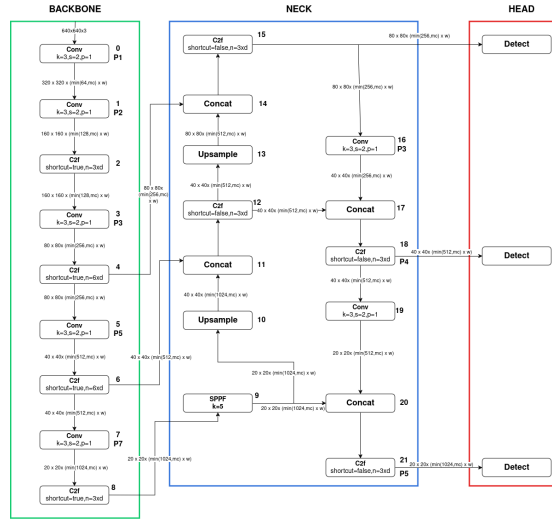 BACKBONE
NECK
HEAD
640x640x3
Conv
k=3,s=2,p=1
0
P1
320 x 320 x (min(64,mc) x w)
Conv
k=3,s=2,p=1
1
P2
160 x 160 x (min(128,mc) x w)
C2f
shortcut=true,n=3xd
2
160 x 160 x (min(128,mc) x w)
Conv
k=3,s=2,p=1
3
P3
80 x 80x (min(256,mc) x w)
C2f
shortcut=true,n=6xd
4
80 x 80x (min(256,mc) x w)
Conv
k=3,s=2,p=1
5
P5
40 x 40x (min(512,mc) x w)
C2f
shortcut=true,n=6xd
6
40 x 40x (min(512,mc) x w)
Conv
k=3,s=2,p=1
7
P7
20 x 20x (min(1024,mc) x w)
C2f
shortcut=true,n=3xd
8
80 x 80x
(min(256,mc)
x w)
40 x 40x (min(512,mc) x w)
20 x 20x (min(1024,mc) x w)
C2f
shortcut=false,n=3xd
15
Concat
14
80 x 80x (min(512,mc) x w)
Upsample
13
40 x 40x (min(512,mc) x w)
C2f
shortcut=false,n=3xd
12
40 x 40x (min(512,mc) x w)
Concat
11
40 x 40x (min(1024,mc) x w)
Upsample
10
20 x 20x (min(1024,mc) x w)
SPPF
k=5
9
20 x 20x (min(1024,mc) x w)
80 x 80x (min(256,mc) x w)
80 x 80x (min(256,mc) x w)
Conv
k=3,s=2,p=1
16
P3
40 x 40x (min(256,mc) x w)
Concat
17
C2f
shortcut=false,n=3xd
18
P4
40 x 40x (min(512,mc) x w)
40 x 40x (min(512,mc) x w)
Conv
k=3,s=2,p=1
19
20 x 20x (min(512,mc) x w)
Concat
20
C2f
shortcut=false,n=3xd
21
P5
20 x 20x (min(1024,mc) x w)
Detect
Detect
Detect